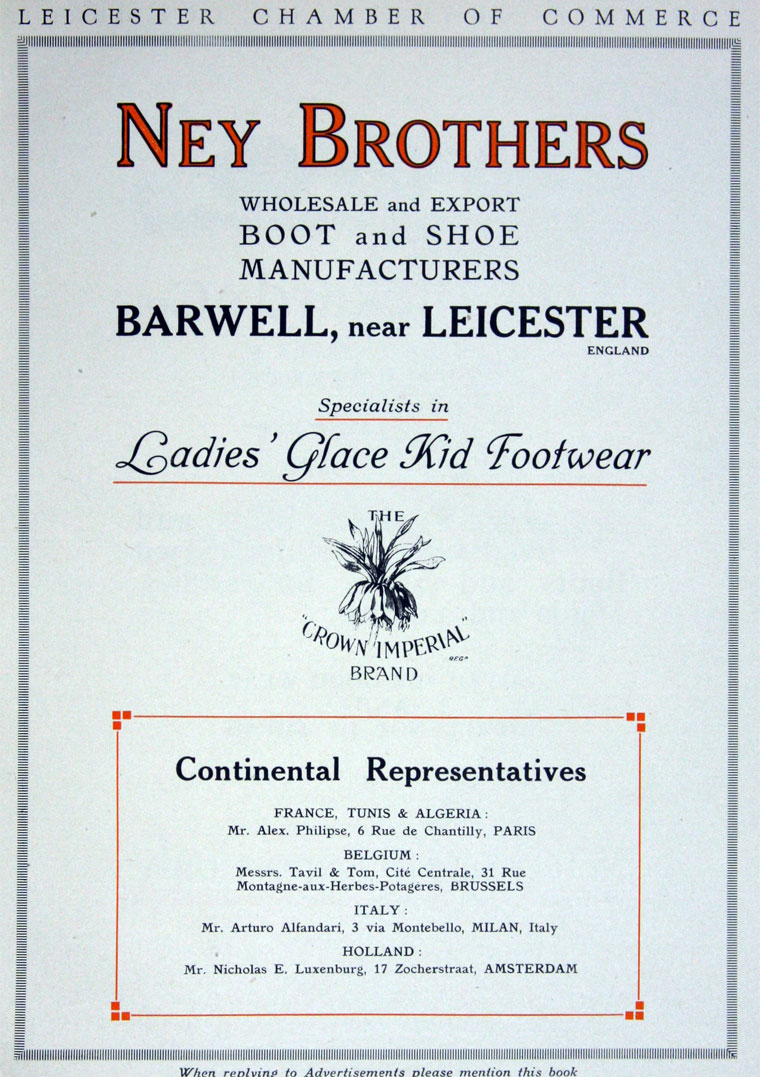 LEICESTER CHAMBER OF COMMERCE
NEY BROTHERS
WHOLESALE and EXPORT
BOOT and SHOE
MANUFACTURERS
BARWELL, near LEICESTER
ENGLAND
Specialists in
Ladies' Glace Kid Footwear
THE
"CROWN IMPERIAL"
REGD
BRAND
Continental Representatives
FRANCE, TUNIS & ALGERIA :
Mr. Alex. Philipse, 6 Rue de Chantilly, PARIS
BELGIUM :
Messrs. Tavil & Tom, Cité Centrale, 31 Rue
Montagne-aux-Herbes-Potagères, BRUSSELS
ITALY :
Mr. Arturo Alfandari, 3 via Montebello, MILAN, Italy
HOLLAND :
Mr. Nicholas E. Luxenburg, 17 Zocherstraat, AMSTERDAM
When replying to Advertisements please mention this book